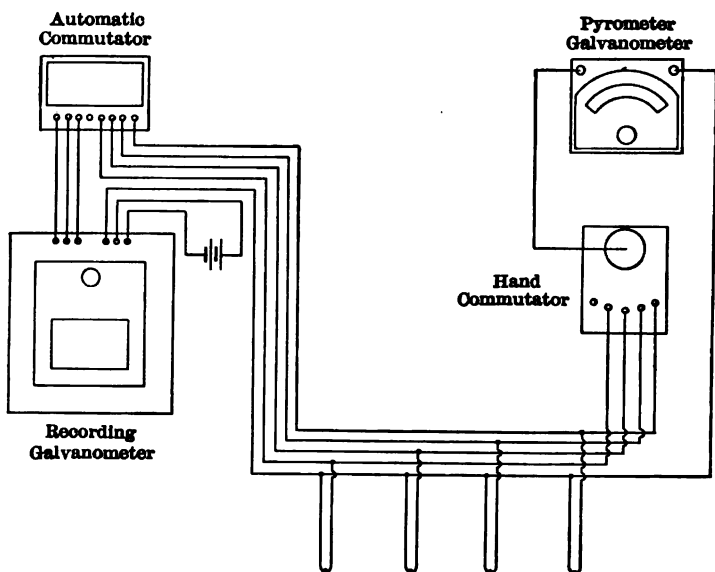 Automatic
Commutator
Pyrometer
Galvanometer
Hand
Commutator
Recording
Galvanometer